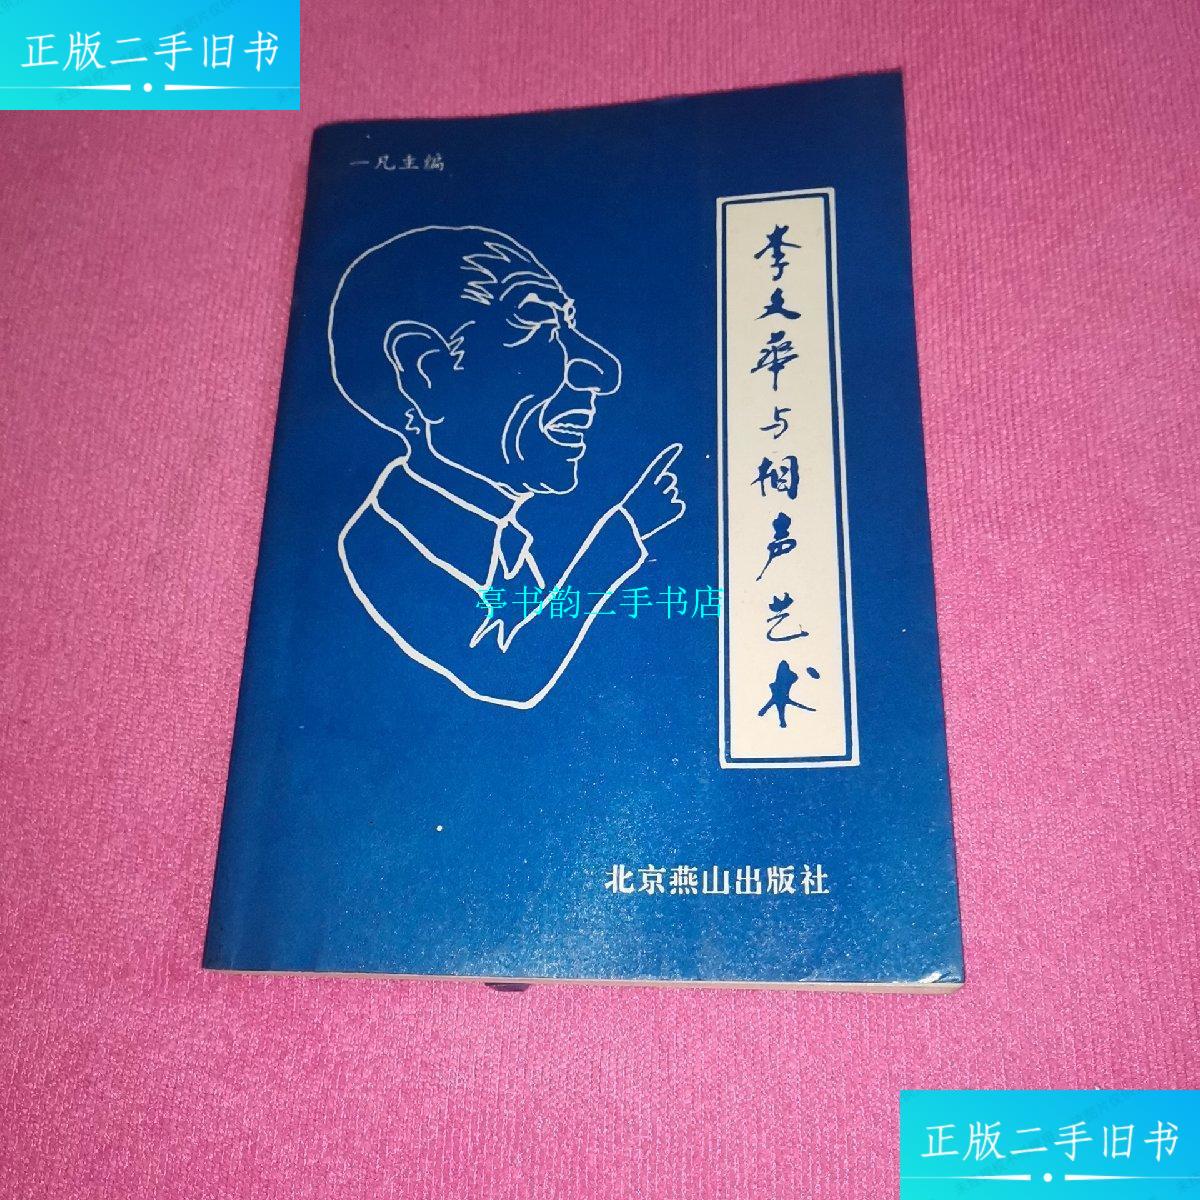 正版二手旧书
一凡主编
李文华与相声艺术
亭书韵二手书店
北京燕山出版社
正版二手旧书